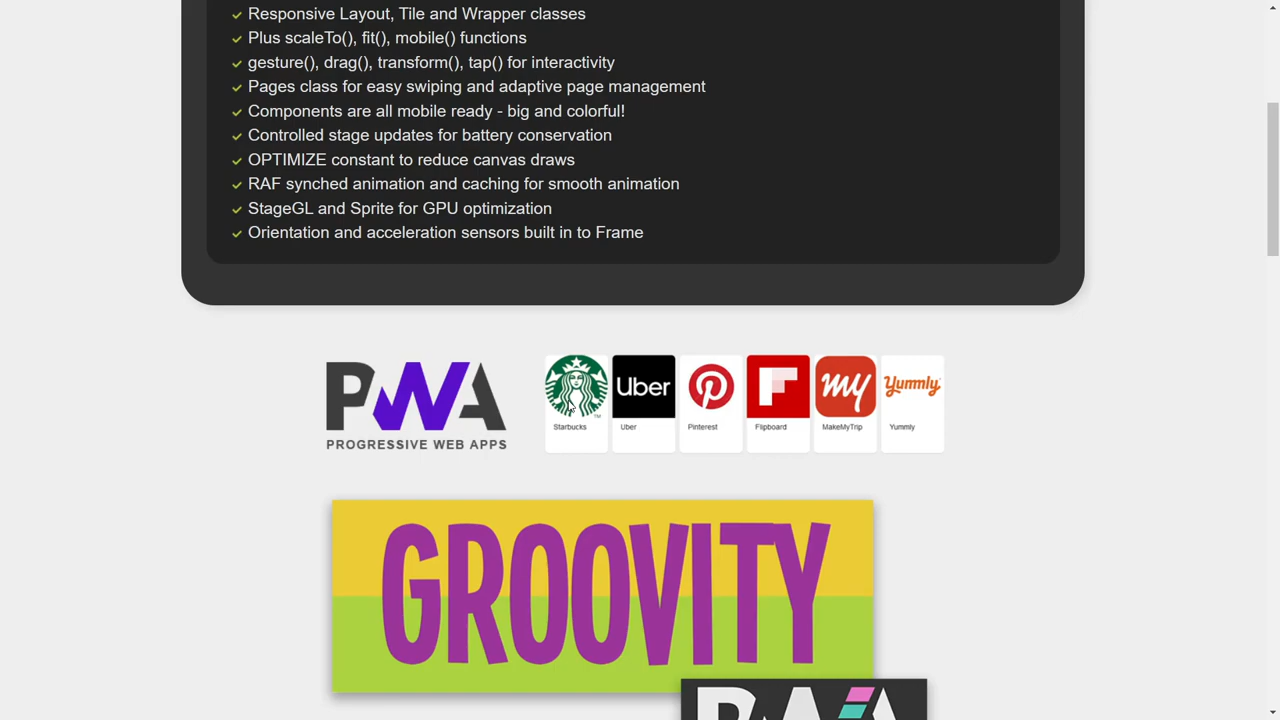 Responsive Layout, Tile and Wrapper classes
Plus scaleTo(), fit(), mobile() functions
gesture(), drag(), transform(), tap() for interactivity
Pages class for easy swiping and adaptive page management
Components are all mobile ready - big and colorful!
Controlled stage updates for battery conservation
OPTIMIZE constant to reduce canvas draws
RAF synched animation and caching for smooth animation
StageGL and Sprite for GPU optimization
Orientation and acceleration sensors built in to Frame
PWA
PROGRESSIVE WEB APPS
Uber
my
Yummly
Starbucks
Uber
Pinterest
Flipboard
MakeMyTrip
Yummly
GROOVITY
PWA